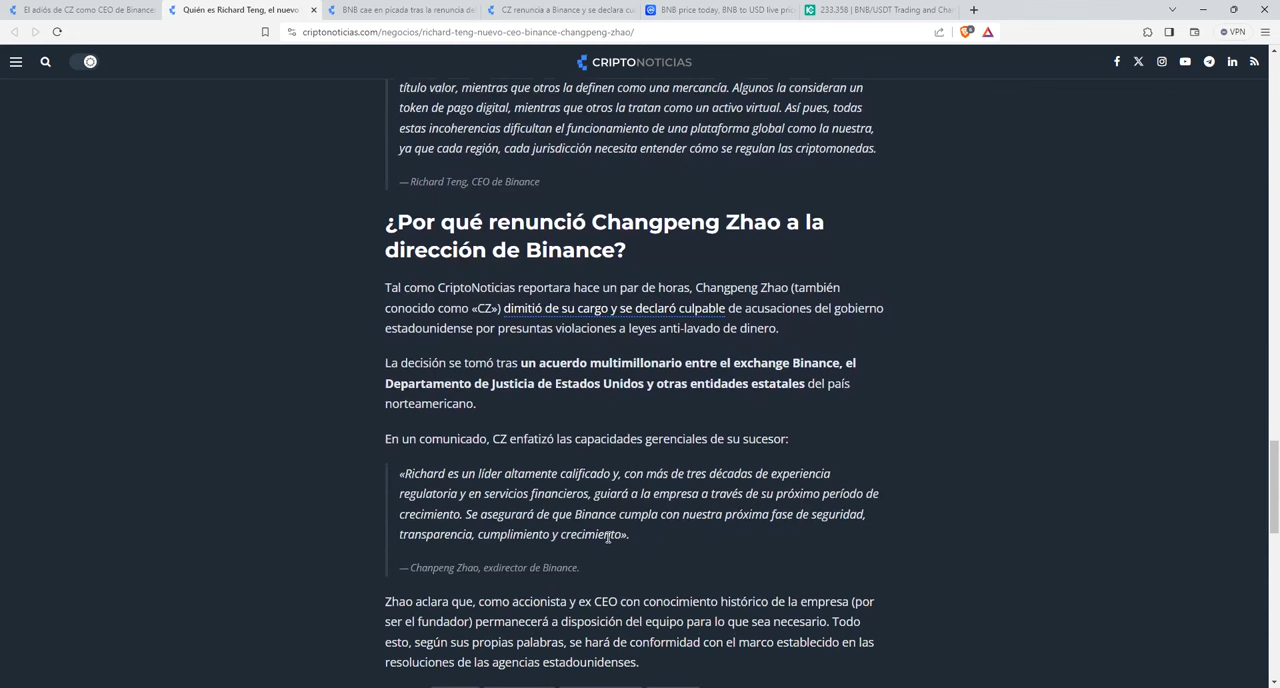 El adiós de CZ como CEO de Binance:
Quién es Richard Teng, el nuevo
BNB cae en picada tras la renuncia de
CZ renuncia a Binance y se declara cu
BNB price today, BNB to USD live pric
233.358 | BNB/USDT Trading and Char
criptonoticias.com/negocios/richard-teng-nuevo-ceo-binance-changpeng-zhao/
VPN
CRIPTONOTICIAS
título valor, mientras que otros la definen como una mercancía. Algunos la consideran un
token de pago digital, mientras que otros la tratan como un activo virtual. Así pues, todas
estas incoherencias dificultan el funcionamiento de una plataforma global como la nuestra,
ya que cada región, cada jurisdicción necesita entender cómo se regulan las criptomonedas.
— Richard Teng, CEO de Binance
¿Por qué renunció Changpeng Zhao a la
dirección de Binance?
Tal como CriptoNoticias reportara hace un par de horas, Changpeng Zhao (también
conocido como «CZ») dimitió de su cargo y se declaró culpable de acusaciones del gobierno
estadounidense por presuntas violaciones a leyes anti-lavado de dinero.
La decisión se tomó tras un acuerdo multimillonario entre el exchange Binance, el
Departamento de Justicia de Estados Unidos y otras entidades estatales del país
norteamericano.
En un comunicado, CZ enfatizó las capacidades gerenciales de su sucesor:
«Richard es un líder altamente calificado y, con más de tres décadas de experiencia
regulatoria y en servicios financieros, guiará a la empresa a través de su próximo período de
crecimiento. Se asegurará de que Binance cumpla con nuestra próxima fase de seguridad,
transparencia, cumplimiento y crecimiento».
— Chanpeng Zhao, exdirector de Binance.
Zhao aclara que, como accionista y ex CEO con conocimiento histórico de la empresa (por
ser el fundador) permanecerá a disposición del equipo para lo que sea necesario. Todo
esto, según sus propias palabras, se hará de conformidad con el marco establecido en las
resoluciones de las agencias estadounidenses.